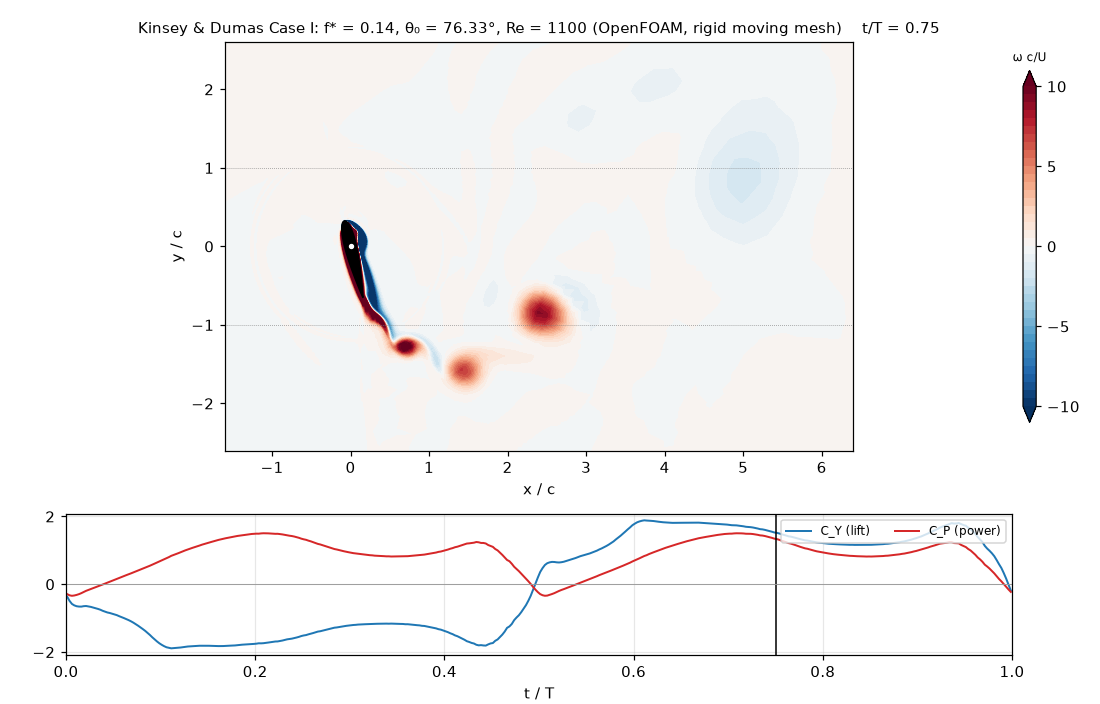 Kinsey & Dumas Case I: f* = 0.14, θ₀ = 76.33°, Re = 1100 (OpenFOAM, rigid moving mesh)    t/T = 0.75
ω c/U
10
5
0
−5
−10
y / c
2
1
0
−1
−2
−1 0 1 2 3 4 5 6
x / c
2
0
−2
C_Y (lift) C_P (power)
0.0 0.2 0.4 0.6 0.8 1.0
t / T